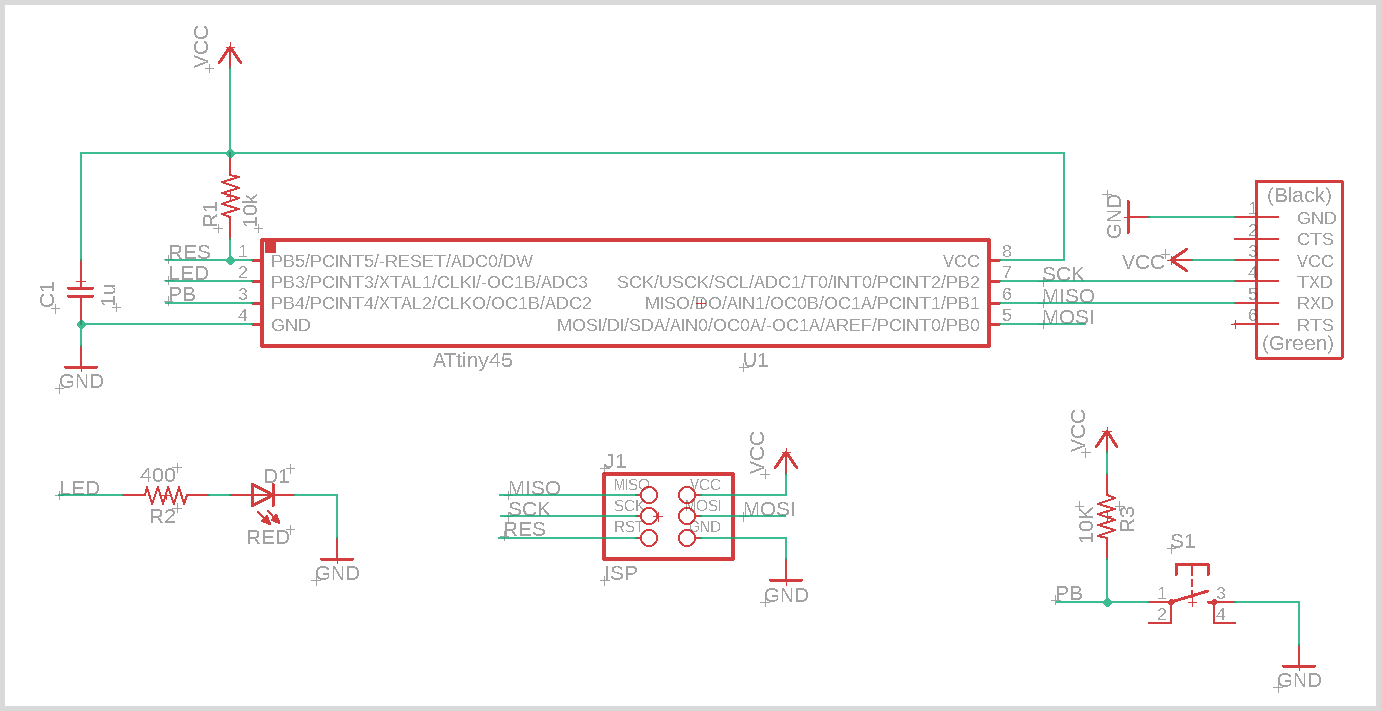 VCC
R1
10k
C1
1u
GND
RES
LED
PB
1
2
3
4
PB5/PCINT5/-RESET/ADC0/DW
PB3/PCINT3/XTAL1/CLKI/-OC1B/ADC3
PB4/PCINT4/XTAL2/CLKO/OC1B/ADC2
GND
VCC
SCK/USCK/SCL/ADC1/T0/INT0/PCINT2/PB2
MISO/DO/AIN1/OC0B/OC1A/PCINT1/PB1
MOSI/DI/SDA/AIN0/OC0A/-OC1A/AREF/PCINT0/PB0
8
7
6
5
SCK
MISO
MOSI
ATtiny45
U1
GND
VCC
(Black)
1 GND
2 CTS
3 VCC
4 TXD
5 RXD
6 RTS
(Green)
LED
400
R2
D1
RED
GND
J1
MISO
SCK
RES
MISO
SCK
RST
VCC
MOSI
GND
VCC
MOSI
ISP
GND
VCC
10K
R3
S1
PB
1
2
3
4
GND